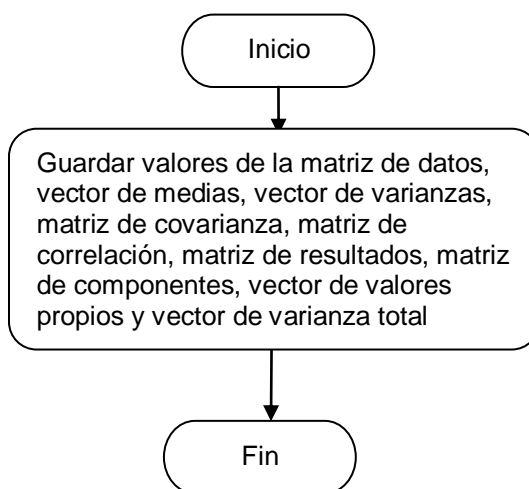 Inicio
Guardar valores de la matriz de datos,
vector de medias, vector de varianzas,
matriz de covarianza, matriz de
correlación, matriz de resultados, matriz
de componentes, vector de valores
propios y vector de varianza total
Fin